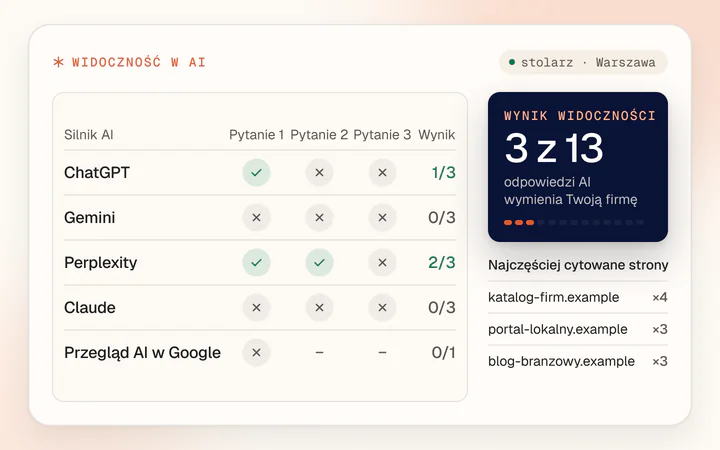 WIDOCZNOŚĆ W AI
stolarz · Warszawa
Silnik AI Pytanie 1 Pytanie 2 Pytanie 3 Wynik
ChatGPT ✓ ✕ ✕ 1/3
Gemini ✕ ✕ ✕ 0/3
Perplexity ✓ ✓ ✕ 2/3
Claude ✕ ✕ ✕ 0/3
Przegląd AI w Google ✕ – – 0/1
WYNIK WIDOCZNOŚCI
3 z 13
odpowiedzi AI
wymienia Twoją firmę
Najczęściej cytowane strony
katalog-firm.example ×4
portal-lokalny.example ×3
blog-branzowy.example ×3